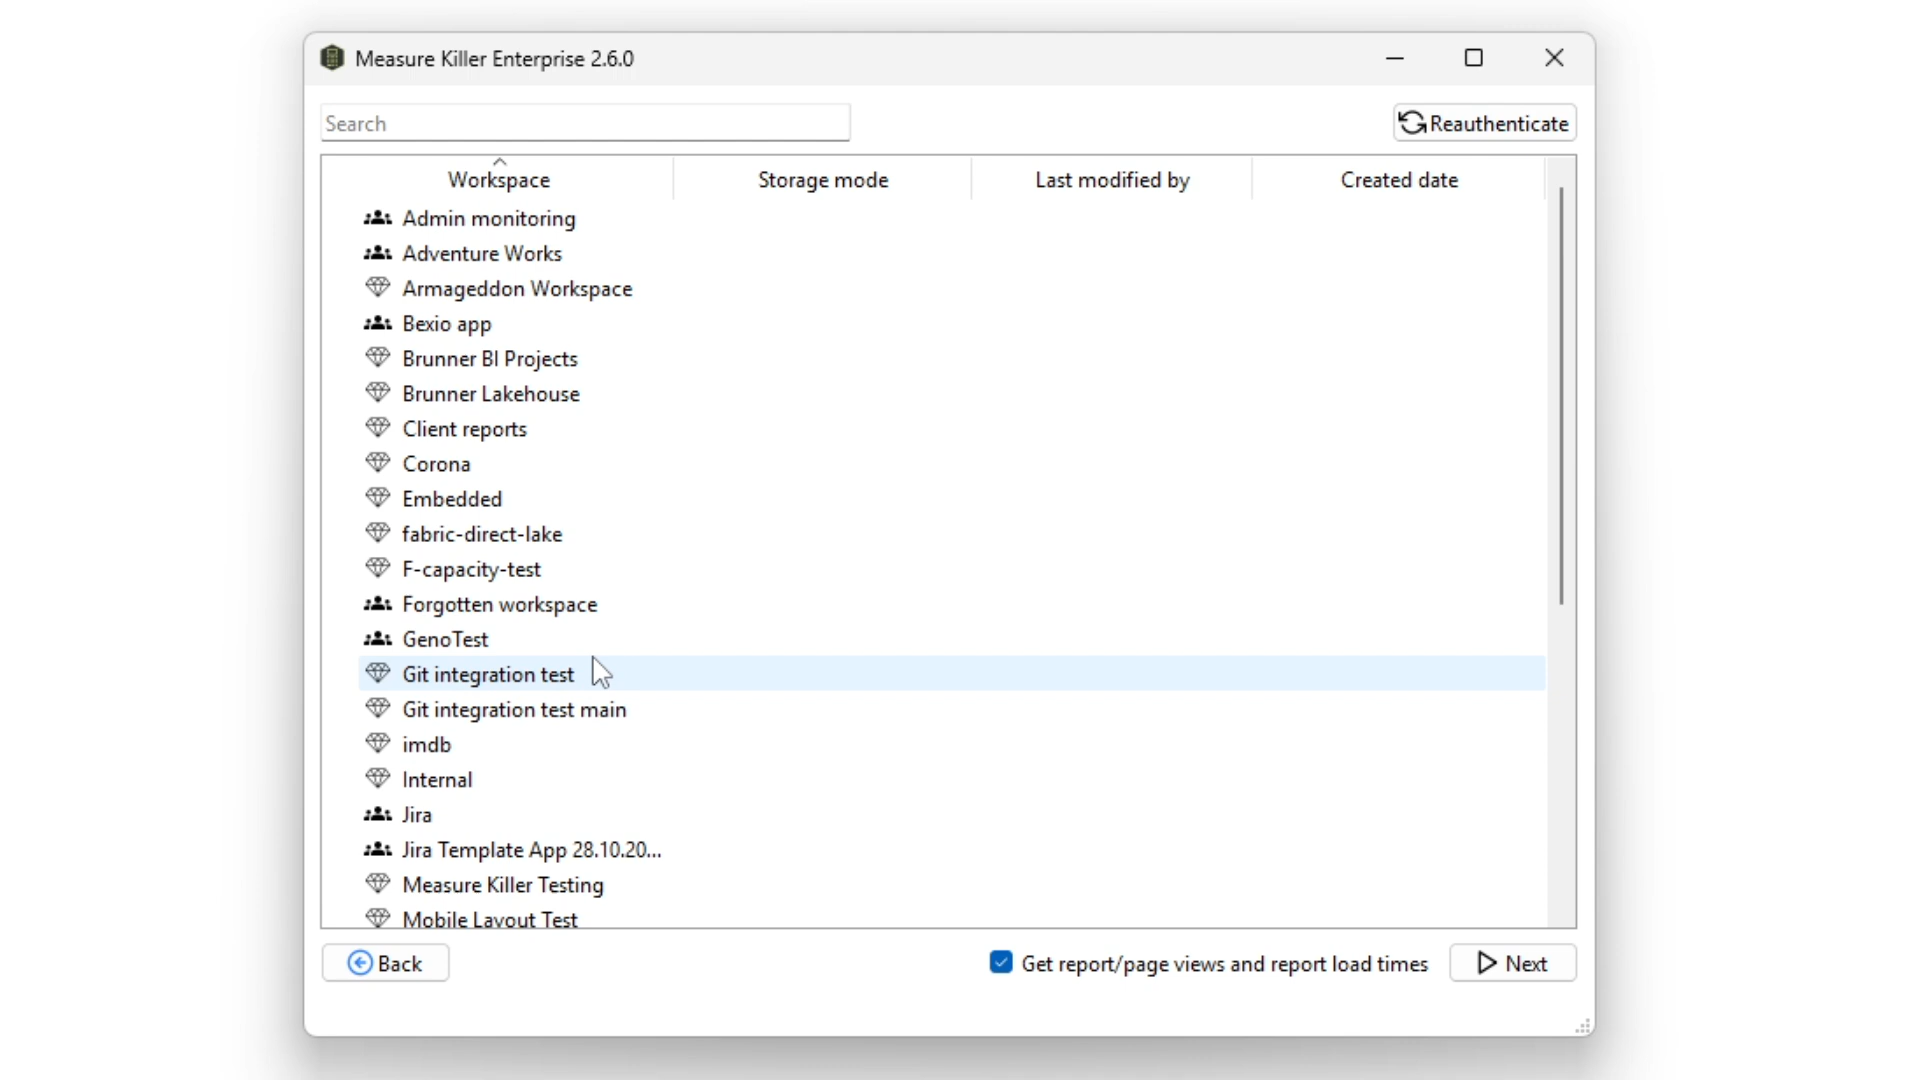 Measure Killer Enterprise 2.6.0
Search
Reauthenticate
Workspace Storage mode Last modified by Created date
Admin monitoring
Adventure Works
Armageddon Workspace
Bexio app
Brunner BI Projects
Brunner Lakehouse
Client reports
Corona
Embedded
fabric-direct-lake
F-capacity-test
Forgotten workspace
GenoTest
Git integration test
Git integration test main
imdb
Internal
Jira
Jira Template App 28.10.20...
Measure Killer Testing
Mobile Layout Test
Back Get report/page views and report load times Next